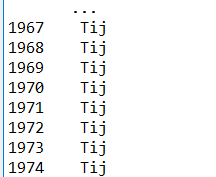 ...
1967 Tij
1968 Tij
1969 Tij
1970 Tij
1971 Tij
1972 Tij
1973 Tij
1974 Tij